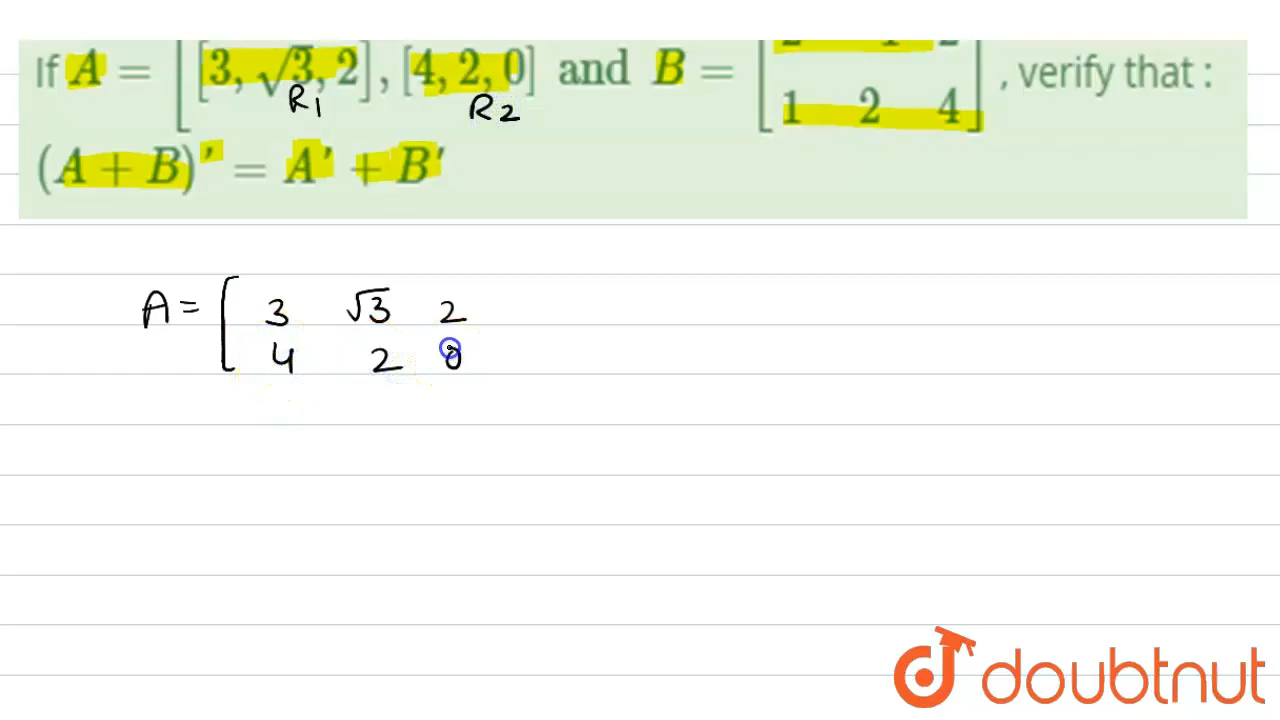 If A = [[3, √3, 2], [4, 2, 0] and B = [
1 2 4] , verify that :
R1 R2
(A + B)′ = A′ + B′
A = [ 3 √3 2
4 2 0
doubtnut